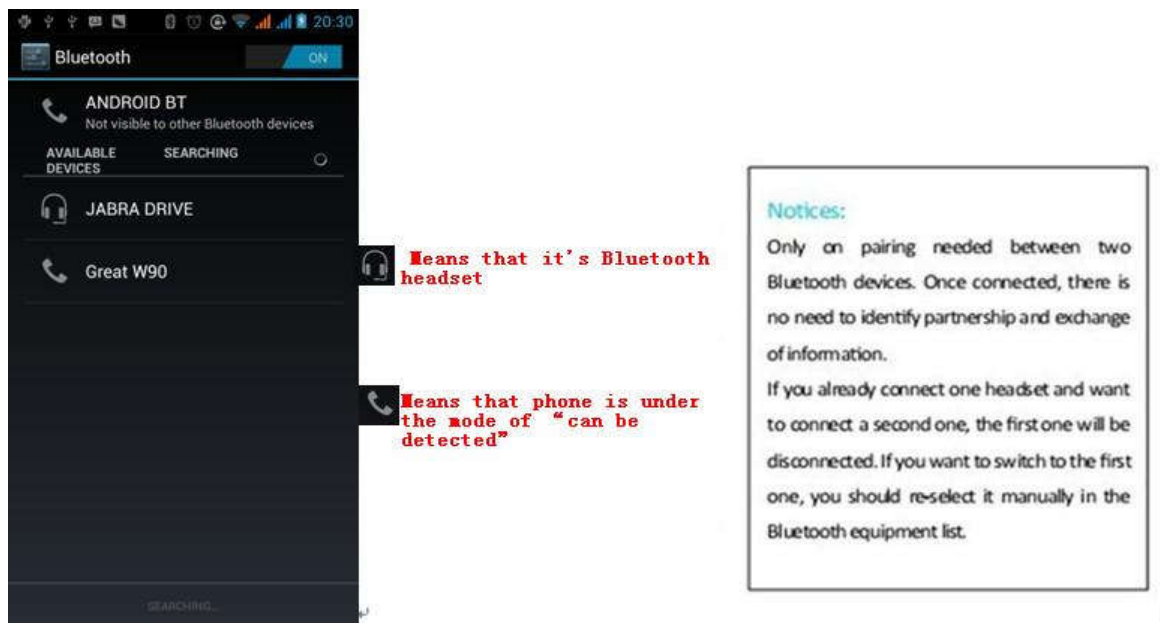 20:30
Bluetooth
ON
ANDROID BT
Not visible to other Bluetooth devices
AVAILABLE DEVICES
SEARCHING
JABRA DRIVE
Great W90
SEARCHING...
Means that it's Bluetooth
headset
Means that phone is under
the mode of “can be
detected”
Notices:
Only on pairing needed between two
Bluetooth devices. Once connected, there is
no need to identify partnership and exchange
of information.
If you already connect one headset and want
to connect a second one, the first one will be
disconnected. If you want to switch to the first
one, you should re-select it manually in the
Bluetooth equipment list.